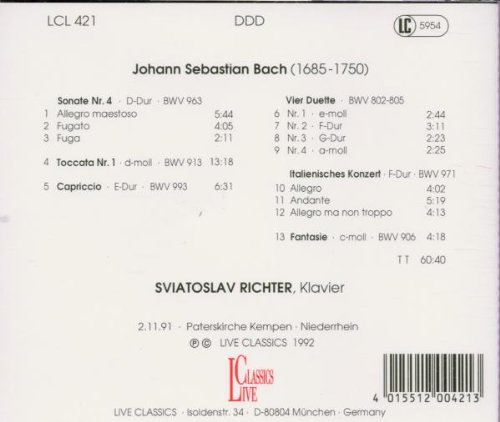 LCL 421
DDD
LC 5954
Johann Sebastian Bach (1685-1750)
Sonate Nr. 4 · D-Dur · BWV 963
1 Allegro maestoso 5:44
2 Fugato 4:05
3 Fuga 2:11
4 Toccata Nr. 1 · d-moll · BWV 913 13:18
5 Capriccio · E-Dur · BWV 993 6:31
Vier Duette · BWV 802-805
6 Nr. 1 · e-moll 2:44
7 Nr. 2 · F-Dur 3:11
8 Nr. 3 · G-Dur 2:23
9 Nr. 4 · a-moll 2:25
Italienisches Konzert · F-Dur · BWV 971
10 Allegro 4:02
11 Andante 5:19
12 Allegro ma non troppo 4:13
13 Fantasie · c-moll · BWV 906 4:18
TT 60:40
SVIATOSLAV RICHTER, Klavier
2.11.91 · Paterskirche Kempen · Niederrhein
℗ © LIVE CLASSICS 1992
CLASSICS
LIVE
4 015512 004213
LIVE CLASSICS · Isoldenstr. 34 · D-80804 München · Germany